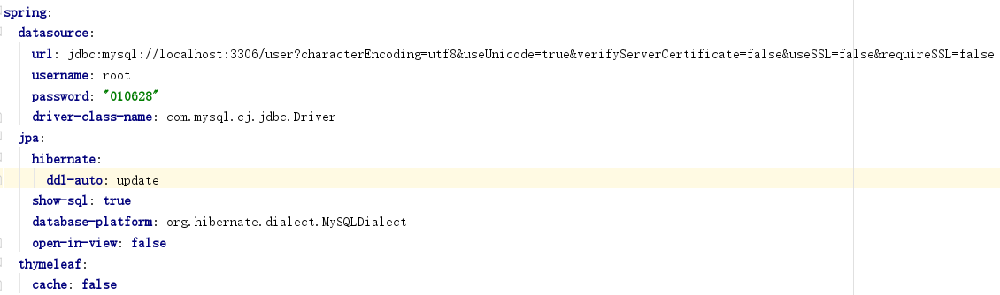 spring:
  datasource:
    url: jdbc:mysql://localhost:3306/user?characterEncoding=utf8&useUnicode=true&verifyServerCertificate=false&useSSL=false&requireSSL=false
    username: root
    password: "010628"
    driver-class-name: com.mysql.cj.jdbc.Driver
  jpa:
    hibernate:
      ddl-auto: update
    show-sql: true
    database-platform: org.hibernate.dialect.MySQLDialect
    open-in-view: false
  thymeleaf:
    cache: false